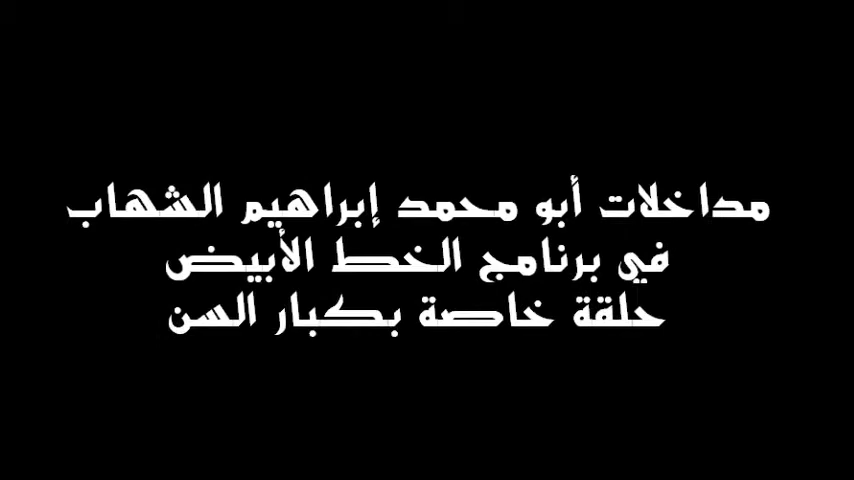 مداخلات أبو محمد إبراهيم الشهاب
في برنامج الخط الأبيض
حلقة خاصة بكبار السن